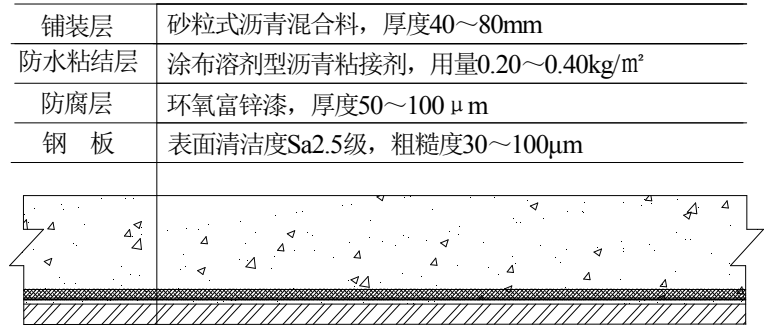 铺装层 砂粒式沥青混合料，厚度40～80mm
防水粘结层 涂布溶剂型沥青粘接剂，用量0.20～0.40kg/㎡
防腐层 环氧富锌漆，厚度50～100μm
钢 板 表面清洁度Sa2.5级，粗糙度30～100μm